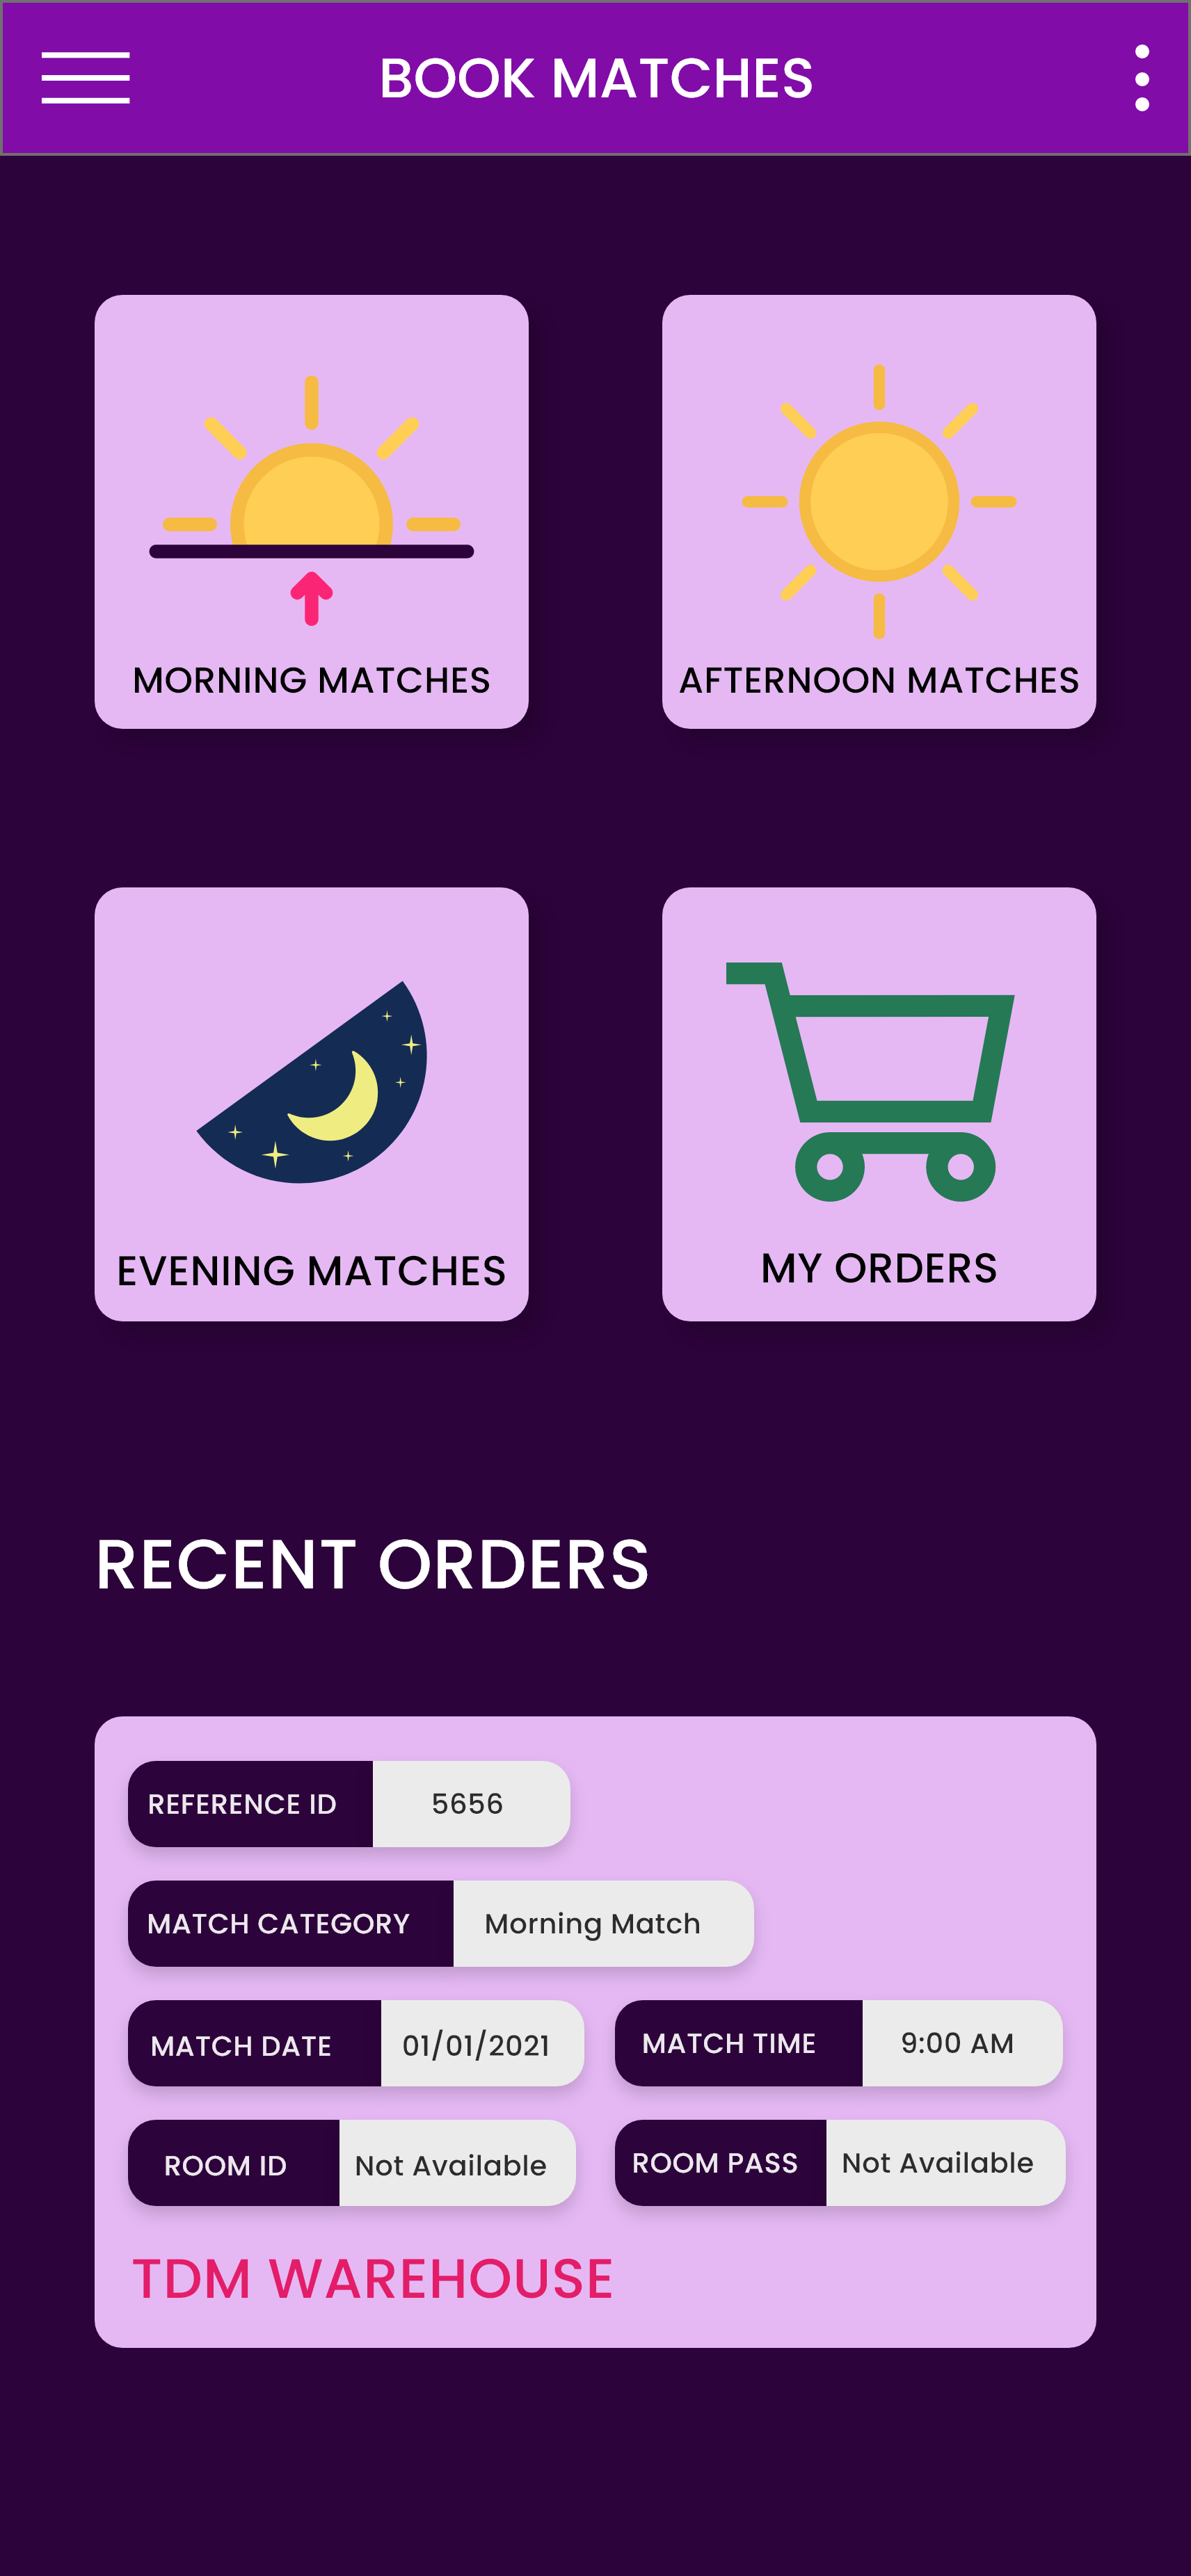 BOOK MATCHES
MORNING MATCHES
AFTERNOON MATCHES
EVENING MATCHES
MY ORDERS
RECENT ORDERS
REFERENCE ID 5656
MATCH CATEGORY Morning Match
MATCH DATE 01/01/2021 MATCH TIME 9:00 AM
ROOM ID Not Available ROOM PASS Not Available
TDM WAREHOUSE